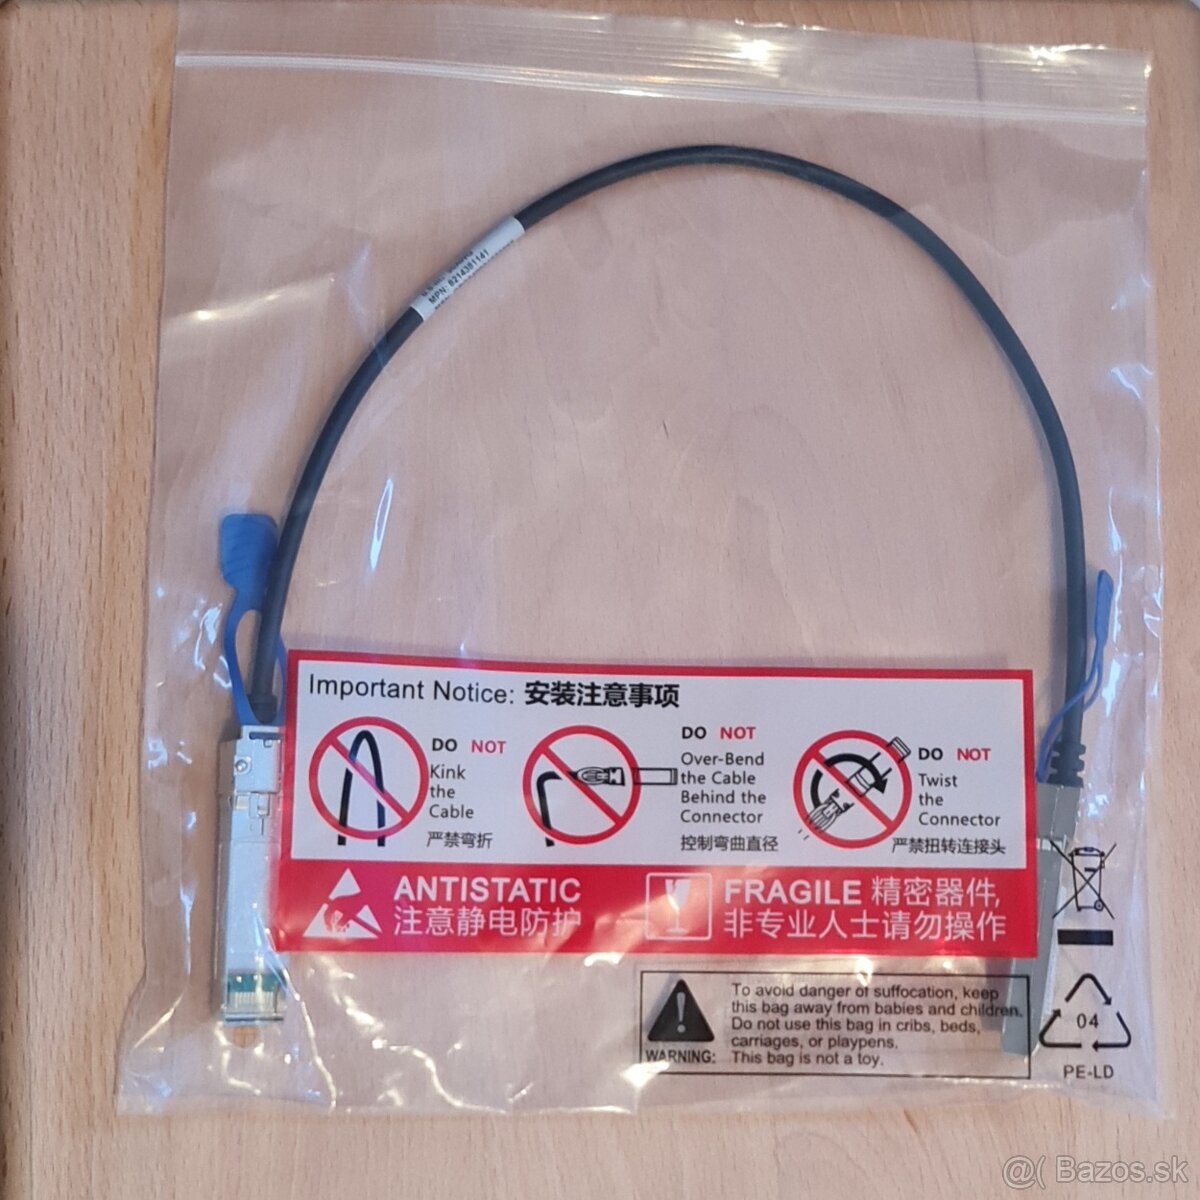 MPN: 8214381141
Important Notice: 安装注意事项
DO NOT
Kink
the
Cable
严禁弯折
DO NOT
Over-Bend
the Cable
Behind the
Connector
控制弯曲直径
DO NOT
Twist
the
Connector
严禁扭转连接头
ANTISTATIC
注意静电防护
FRAGILE 精密器件,
非专业人士请勿操作
WARNING:
To avoid danger of suffocation, keep
this bag away from babies and children.
Do not use this bag in cribs, beds,
carriages, or playpens.
This bag is not a toy.
04
PE-LD
@( Bazos.sk